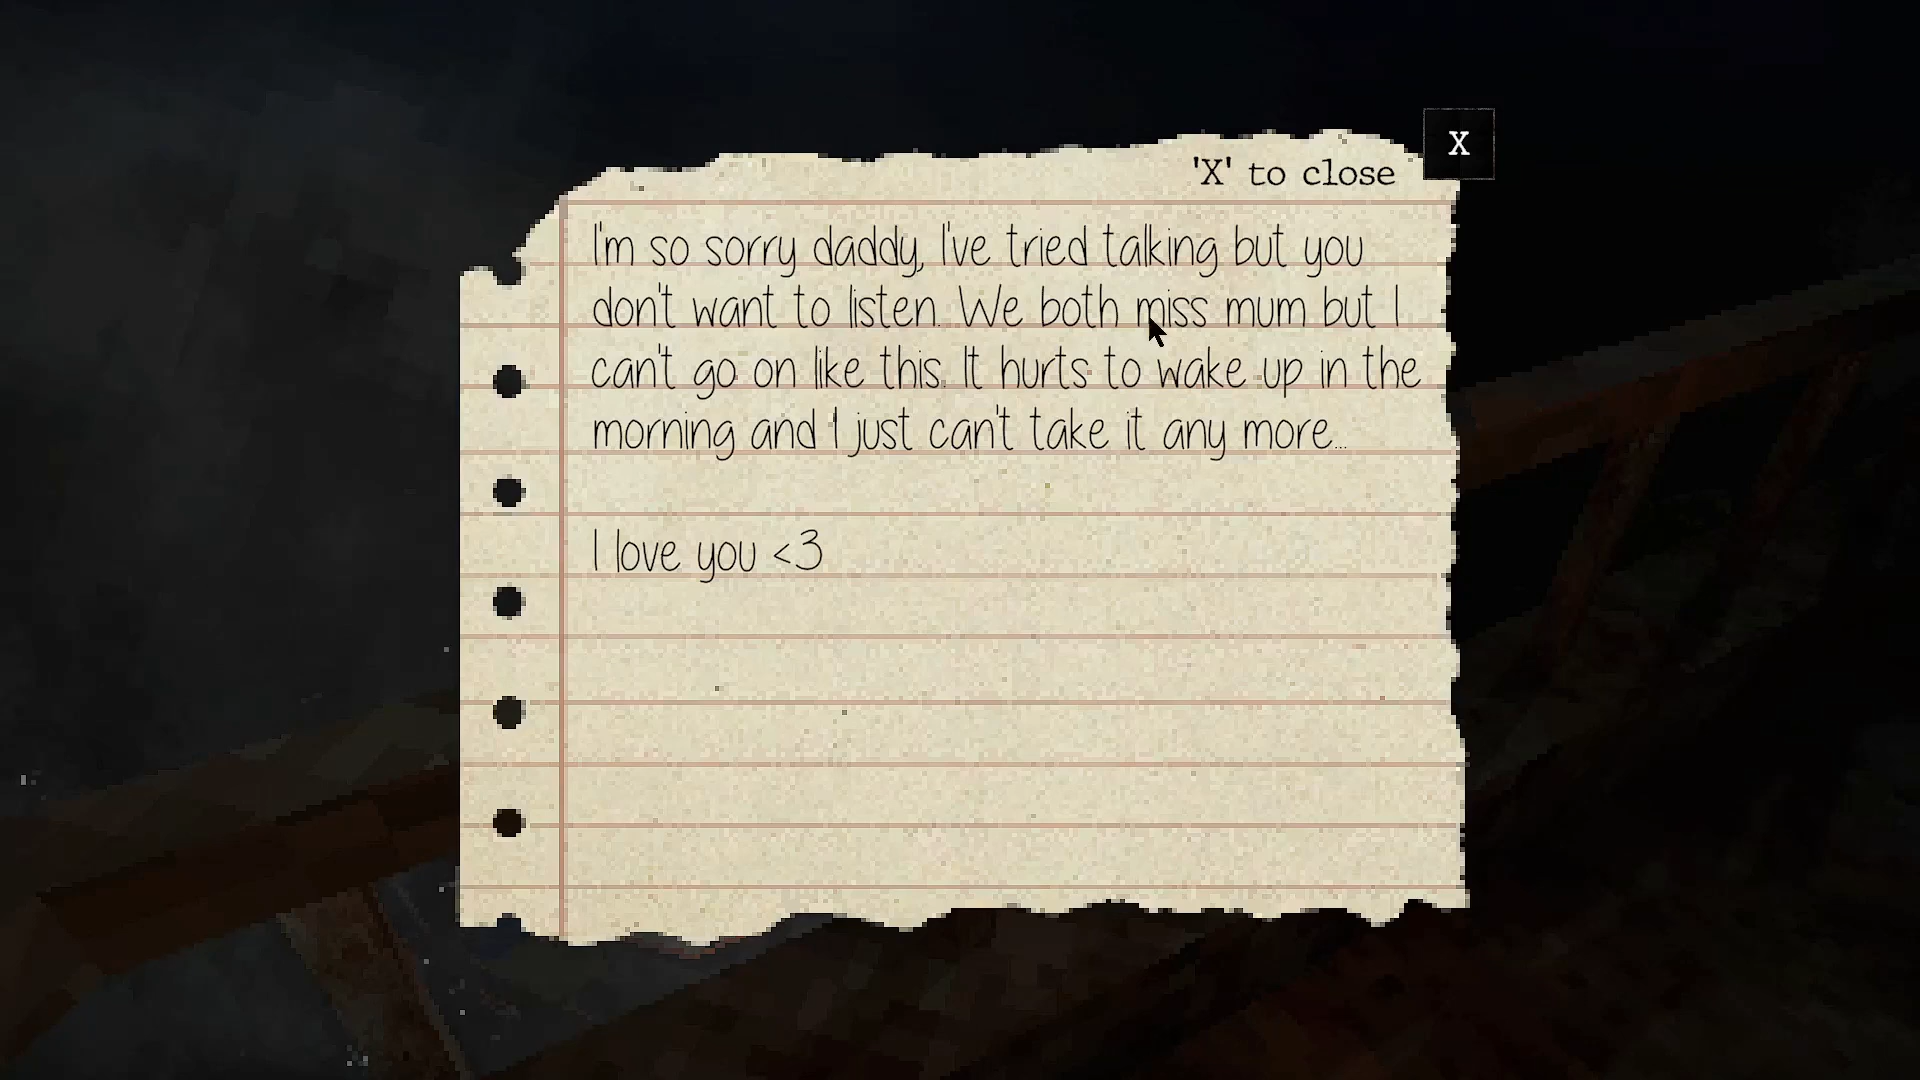 X
'X' to close
I'm so sorry daddy, I've tried talking but you
don't want to listen. We both miss mum but I
can't go on like this. It hurts to wake up in the
morning and I just can't take it any more...
I love you <3